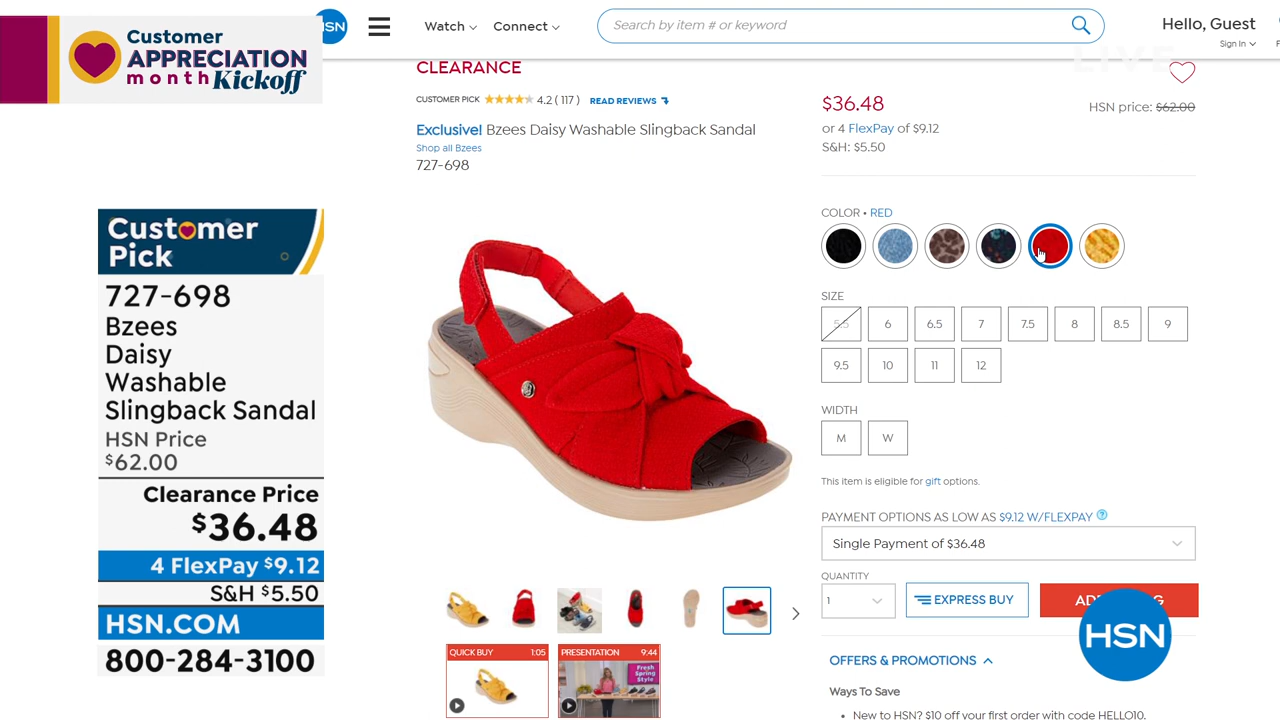 Customer
APPRECIATION
month Kickoff
HSN
Watch
Connect
Search by item # or keyword
Hello, Guest
Sign In
LIVE
CLEARANCE
CUSTOMER PICK 4.2 ( 117 ) READ REVIEWS
Exclusive! Bzees Daisy Washable Slingback Sandal
Shop all Bzees
727-698
$36.48
HSN price: $62.00
or 4 FlexPay of $9.12
S&H: $5.50
COLOR • RED
SIZE
5.5 6 6.5 7 7.5 8 8.5 9
9.5 10 11 12
WIDTH
M W
This item is eligible for gift options.
PAYMENT OPTIONS AS LOW AS $9.12 W/FLEXPAY
Single Payment of $36.48
QUANTITY
1
EXPRESS BUY
HSN
OFFERS & PROMOTIONS
Ways To Save
• New to HSN? $10 off your first order with code HELLO10.
Customer
Pick
727-698
Bzees
Daisy
Washable
Slingback Sandal
HSN Price
$62.00
Clearance Price
$36.48
4 FlexPay $9.12
S&H $5.50
HSN.COM
800-284-3100
QUICK BUY 1:05
PRESENTATION 9:44
Fresh
Spring
Style